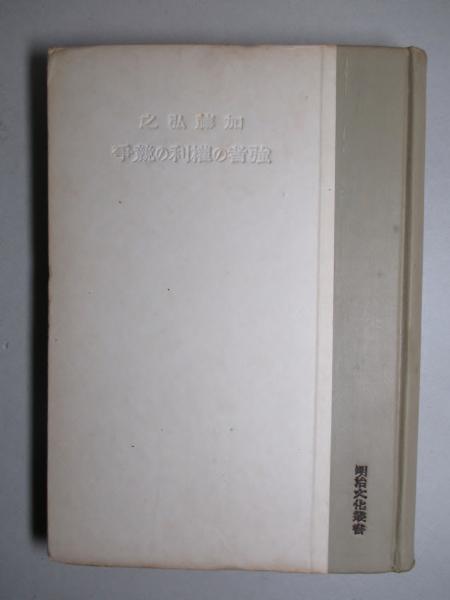 加藤弘之
強者の權利の競爭
明治文化叢書